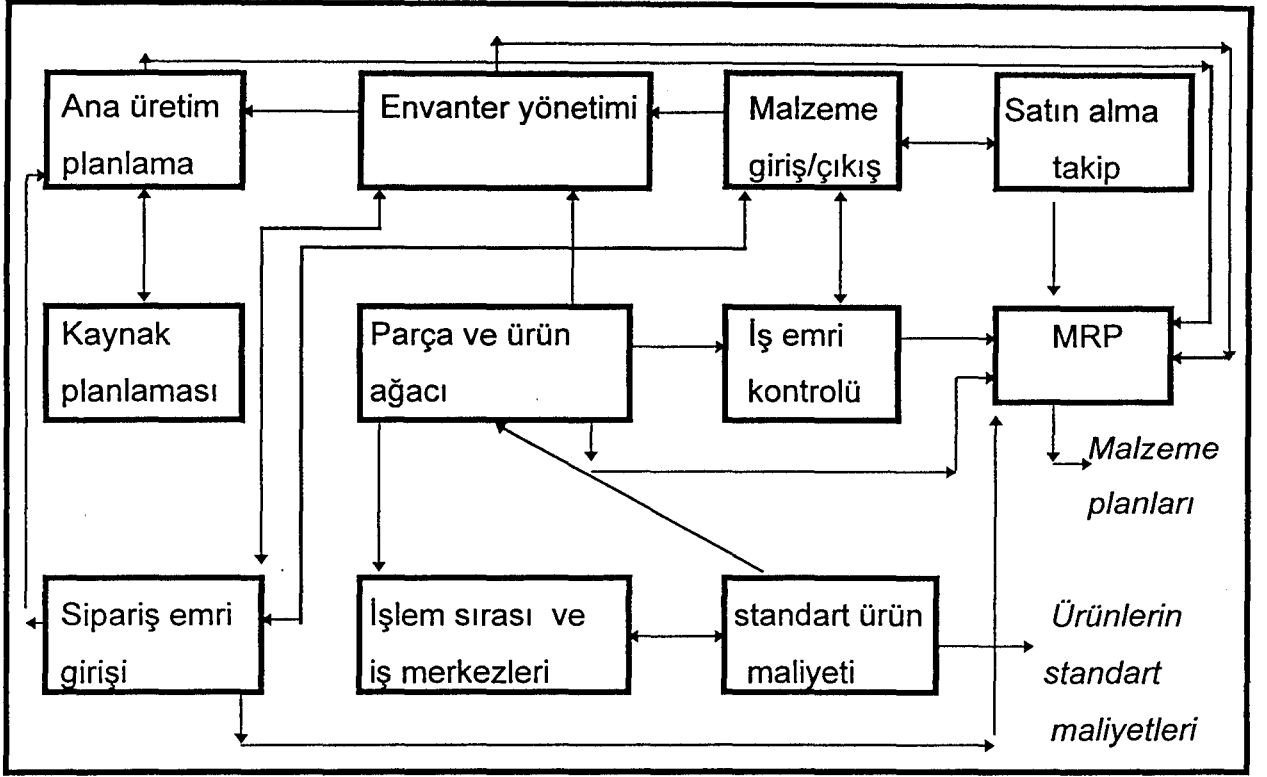 Ana üretim
planlama
Envanter yönetimi
Malzeme
giriş/çıkış
Satın alma
takip
Kaynak
planlaması
Parça ve ürün
ağacı
İş emri
kontrolü
MRP
Malzeme
planları
Sipariş emri
girişi
İşlem sırası ve
iş merkezleri
standart ürün
maliyeti
Ürünlerin
standart
maliyetleri